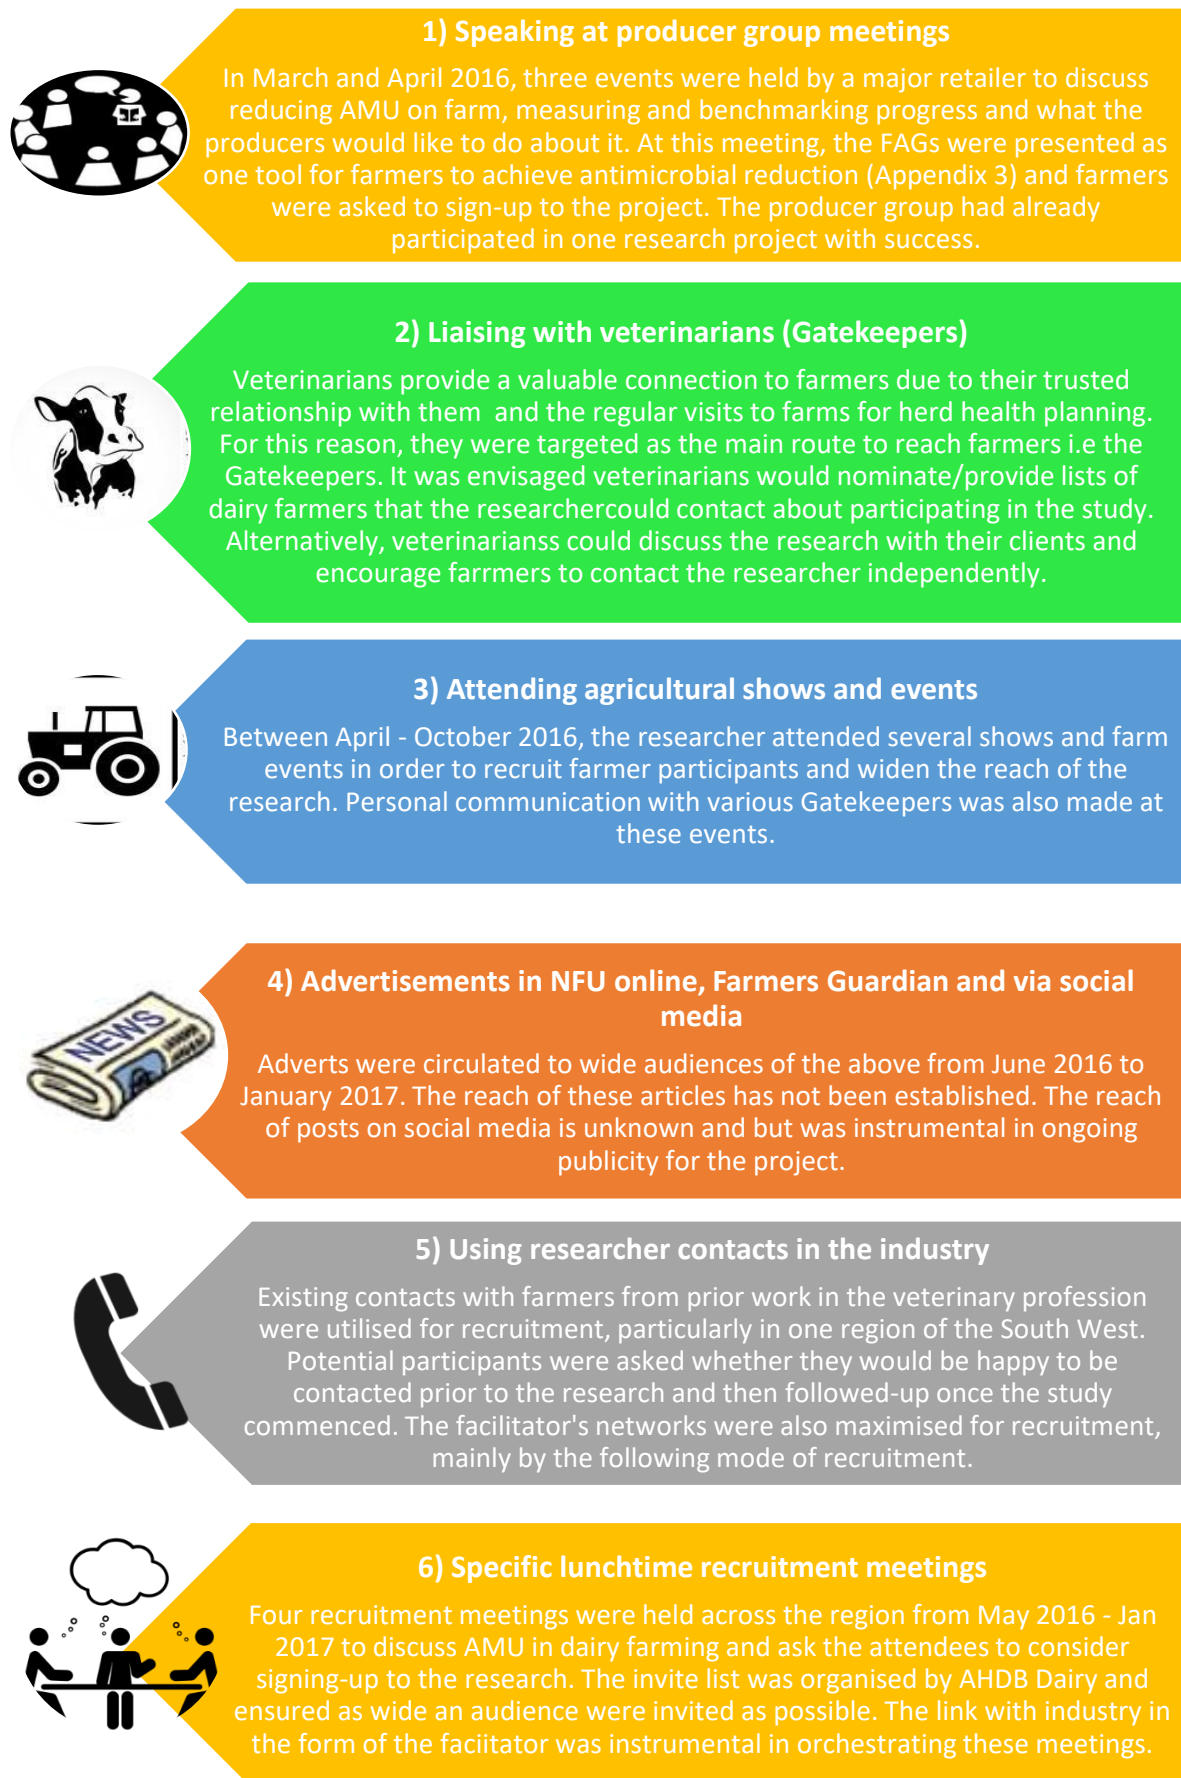 1) Speaking at producer group meetings
In March and April 2016, three events were held by a major retailer to discuss
reducing AMU on farm, measuring and benchmarking progress and what the
producers would like to do about it. At this meeting, the FAGs were presented as
one tool for farmers to achieve antimicrobial reduction (Appendix 3) and farmers
were asked to sign-up to the project. The producer group had already
participated in one research project with success.
2) Liaising with veterinarians (Gatekeepers)
Veterinarians provide a valuable connection to farmers due to their trusted
relationship with them  and the regular visits to farms for herd health planning.
For this reason, they were targeted as the main route to reach farmers i.e the
Gatekeepers. It was envisaged veterinarians would nominate/provide lists of
dairy farmers that the researchercould contact about participating in the study.
Alternatively, veterinarianss could discuss the research with their clients and
encourage farrmers to contact the researcher independently.
3) Attending agricultural shows and events
Between April - October 2016, the researcher attended several shows and farm
events in order to recruit farmer participants and widen the reach of the
research. Personal communication with various Gatekeepers was also made at
these events.
4) Advertisements in NFU online, Farmers Guardian and via social
media
NEWS
Adverts were circulated to wide audiences of the above from June 2016 to
January 2017. The reach of these articles has not been established. The reach
of posts on social media is unknown and but was instrumental in ongoing
publicity for the project.
5) Using researcher contacts in the industry
Existing contacts with farmers from prior work in the veterinary profession
were utilised for recruitment, particularly in one region of the South West.
Potential participants were asked whether they would be happy to be
contacted prior to the research and then followed-up once the study
commenced. The facilitator's networks were also maximised for recruitment,
mainly by the following mode of recruitment.
6) Specific lunchtime recruitment meetings
Four recruitment meetings were held across the region from May 2016 - Jan
2017 to discuss AMU in dairy farming and ask the attendees to consider
signing-up to the research. The invite list was organised by AHDB Dairy and
ensured as wide an audience were invited as possible. The link with industry in
the form of the faciitator was instrumental in orchestrating these meetings.